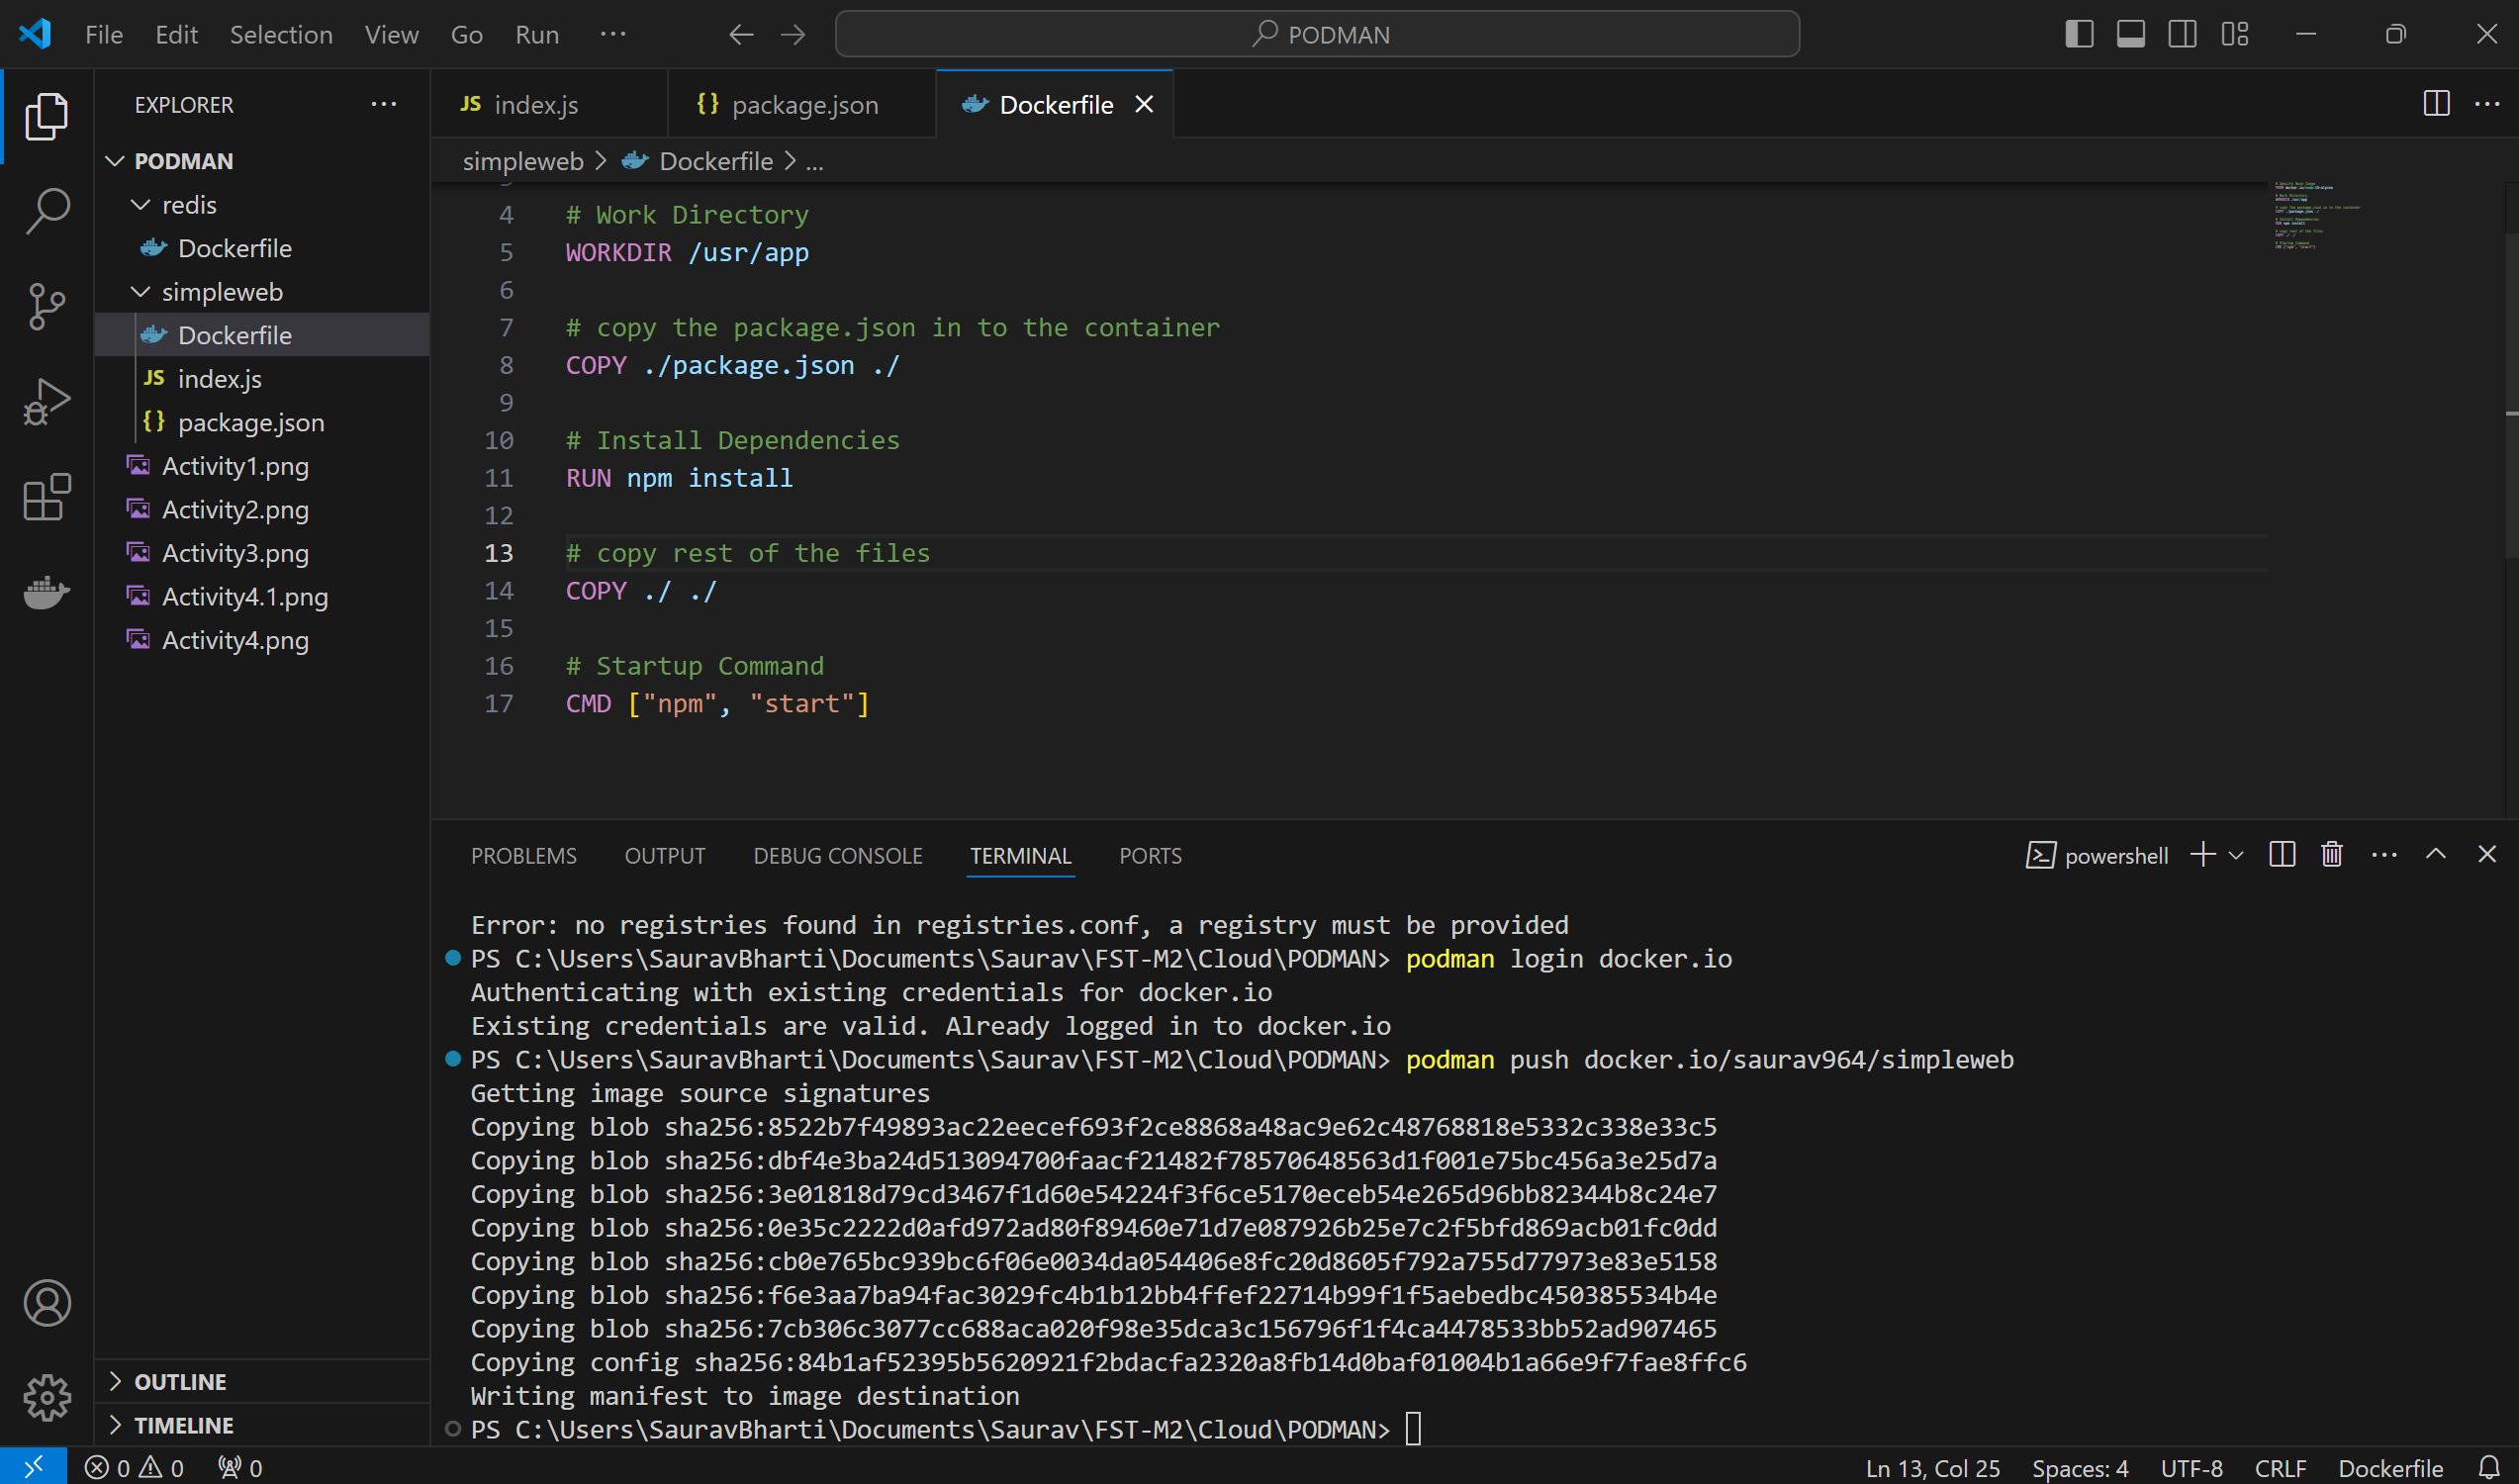 File Edit Selection View Go Run ··· PODMAN
EXPLORER ···
PODMAN
redis
Dockerfile
simpleweb
Dockerfile
JS index.js
{} package.json
Activity1.png
Activity2.png
Activity3.png
Activity4.1.png
Activity4.png
OUTLINE
TIMELINE
JS index.js {} package.json Dockerfile
simpleweb > Dockerfile > ...
4 # Work Directory
5 WORKDIR /usr/app
6
7 # copy the package.json in to the container
8 COPY ./package.json ./
9
10 # Install Dependencies
11 RUN npm install
12
13 # copy rest of the files
14 COPY ./ ./
15
16 # Startup Command
17 CMD ["npm", "start"]
PROBLEMS OUTPUT DEBUG CONSOLE TERMINAL PORTS powershell
Error: no registries found in registries.conf, a registry must be provided
PS C:\Users\SauravBharti\Documents\Saurav\FST-M2\Cloud\PODMAN> podman login docker.io
Authenticating with existing credentials for docker.io
Existing credentials are valid. Already logged in to docker.io
PS C:\Users\SauravBharti\Documents\Saurav\FST-M2\Cloud\PODMAN> podman push docker.io/saurav964/simpleweb
Getting image source signatures
Copying blob sha256:8522b7f49893ac22eecef693f2ce8868a48ac9e62c48768818e5332c338e33c5
Copying blob sha256:dbf4e3ba24d513094700faacf21482f78570648563d1f001e75bc456a3e25d7a
Copying blob sha256:3e01818d79cd3467f1d60e54224f3f6ce5170eceb54e265d96bb82344b8c24e7
Copying blob sha256:0e35c2222d0afd972ad80f89460e71d7e087926b25e7c2f5bfd869acb01fc0dd
Copying blob sha256:cb0e765bc939bc6f06e0034da054406e8fc20d8605f792a755d77973e83e5158
Copying blob sha256:f6e3aa7ba94fac3029fc4b1b12bb4ffef22714b99f1f5aebedbc450385534b4e
Copying blob sha256:7cb306c3077cc688aca020f98e35dca3c156796f1f4ca4478533bb52ad907465
Copying config sha256:84b1af52395b5620921f2bdacfa2320a8fb14d0baf01004b1a66e9f7fae8ffc6
Writing manifest to image destination
PS C:\Users\SauravBharti\Documents\Saurav\FST-M2\Cloud\PODMAN>
0 0 0 Ln 13, Col 25 Spaces: 4 UTF-8 CRLF Dockerfile